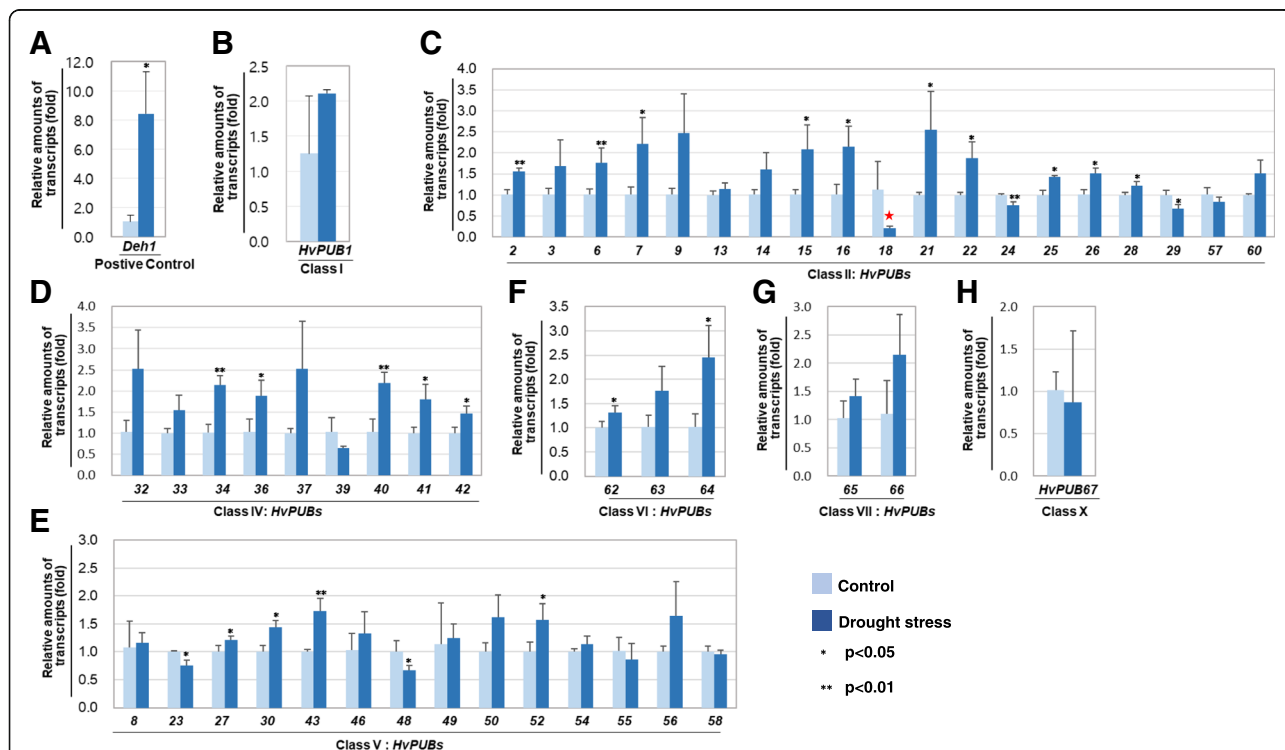 A
Relative amounts of transcripts (fold)
12.0
10.0
8.0
6.0
4.0
2.0
0.0
*
Deh1
Postive Control
B
Relative amounts of transcripts (fold)
2.5
2.0
1.5
1.0
0.5
0.0
HvPUB1
Class I
C
Relative amounts of transcripts (fold)
4.0
3.5
3.0
2.5
2.0
1.5
1.0
0.5
0.0
** ** * * * ★ * * ** * * * *
2 3 6 7 9 13 14 15 16 18 21 22 24 25 26 28 29 57 60
Class II: HvPUBs
D
Relative amounts of transcripts (fold)
4.0
3.5
3.0
2.5
2.0
1.5
1.0
0.5
0.0
** * ** * *
32 33 34 36 37 39 40 41 42
Class IV: HvPUBs
F
Relative amounts of transcripts (fold)
3.5
3.0
2.5
2.0
1.5
1.0
0.5
0.0
* *
62 63 64
Class VI : HvPUBs
G
Relative amounts of transcripts (fold)
3.0
2.5
2.0
1.5
1.0
0.5
0.0
65 66
Class VII : HvPUBs
H
Relative amounts of transcripts (fold)
2.0
1.5
1.0
0.5
0.0
HvPUB67
Class X
E
Relative amounts of transcripts (fold)
3.0
2.5
2.0
1.5
1.0
0.5
0.0
* * * ** * *
8 23 27 30 43 46 48 49 50 52 54 55 56 58
Class V : HvPUBs
Control
Drought stress
* p<0.05
** p<0.01